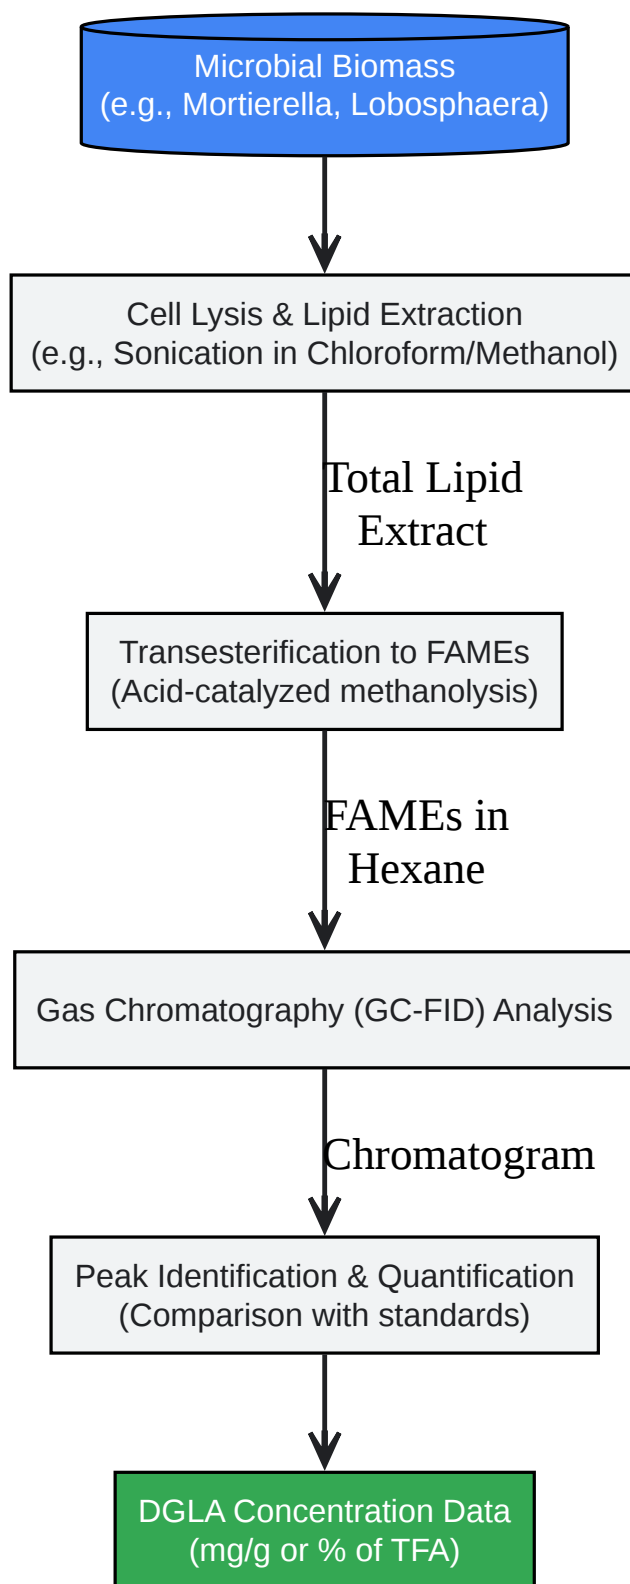 Microbial Biomass
(e.g., Mortierella, Lobosphaera)
Cell Lysis & Lipid Extraction
(e.g., Sonication in Chloroform/Methanol)
Total Lipid
Extract
Transesterification to FAMEs
(Acid-catalyzed methanolysis)
FAMEs in
Hexane
Gas Chromatography (GC-FID) Analysis
Chromatogram
Peak Identification & Quantification
(Comparison with standards)
DGLA Concentration Data
(mg/g or % of TFA)